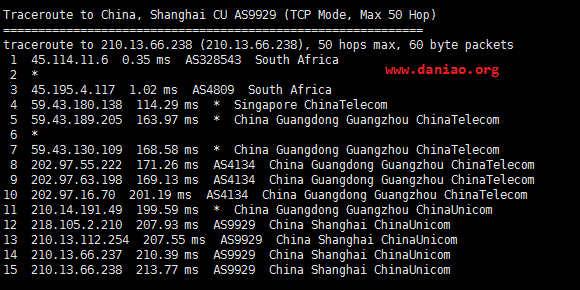 Traceroute to China, Shanghai CU AS9929 (TCP Mode, Max 50 Hop)
============================================================
traceroute to 210.13.66.238 (210.13.66.238), 50 hops max, 60 byte packets
1 45.114.11.6 0.35 ms AS328543 South Africa
www.daniao.org
2 *
3 45.195.4.117 1.02 ms AS4809 South Africa
4 59.43.180.138 114.29 ms * Singapore ChinaTelecom
5 59.43.189.205 163.97 ms * China Guangdong Guangzhou ChinaTelecom
6 *
7 59.43.130.109 168.58 ms * China Guangdong Guangzhou ChinaTelecom
8 202.97.55.222 171.26 ms AS4134 China Guangdong Guangzhou ChinaTelecom
9 202.97.63.198 169.13 ms AS4134 China Guangdong Guangzhou ChinaTelecom
10 202.97.16.70 201.19 ms AS4134 China Guangdong Guangzhou ChinaTelecom
11 210.14.191.49 199.59 ms * China Guangdong Guangzhou ChinaUnicom
12 218.105.2.210 207.93 ms AS9929 China Shanghai ChinaUnicom
13 210.13.112.254 207.55 ms AS9929 China Shanghai ChinaUnicom
14 210.13.66.237 210.39 ms AS9929 China Shanghai ChinaUnicom
15 210.13.66.238 213.77 ms AS9929 China Shanghai ChinaUnicom